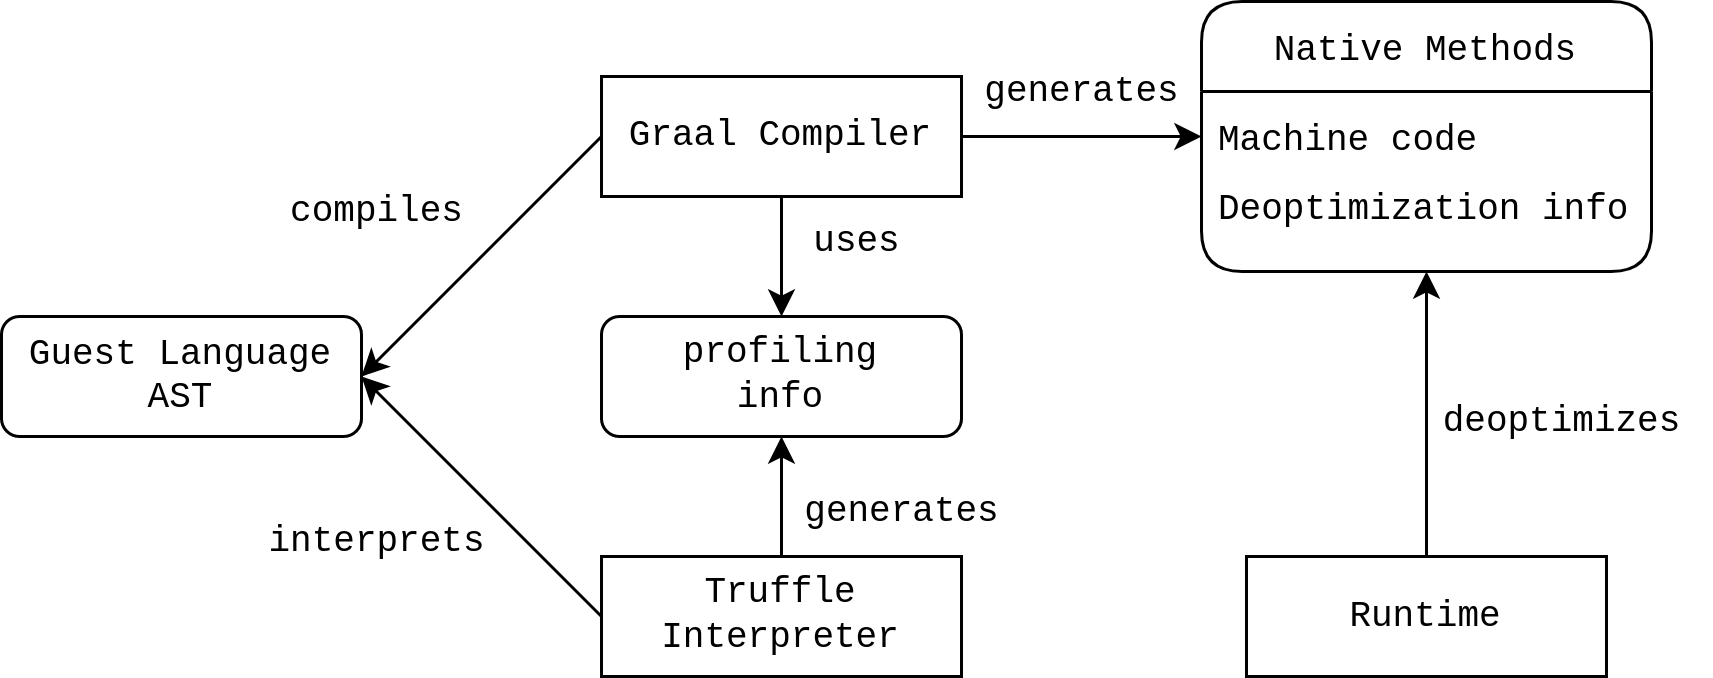 Native Methods
generates
Graal Compiler
Machine code
compiles
Deoptimization info
uses
Guest Language
AST
profiling
info
deoptimizes
generates
interprets
Truffle
Interpreter
Runtime